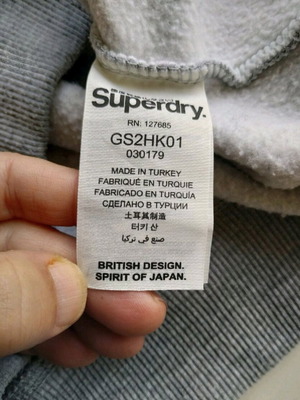 Superdry.
RN: 127685
GS2HK01
030179
MADE IN TURKEY
FABRIQUÉ EN TURQUIE
FABRICADO EN TURQUÍA
СДЕЛАНО В ТУРЦИИ
土耳其制造
터키 산
صنع في تركيا
BRITISH DESIGN.
SPIRIT OF JAPAN.